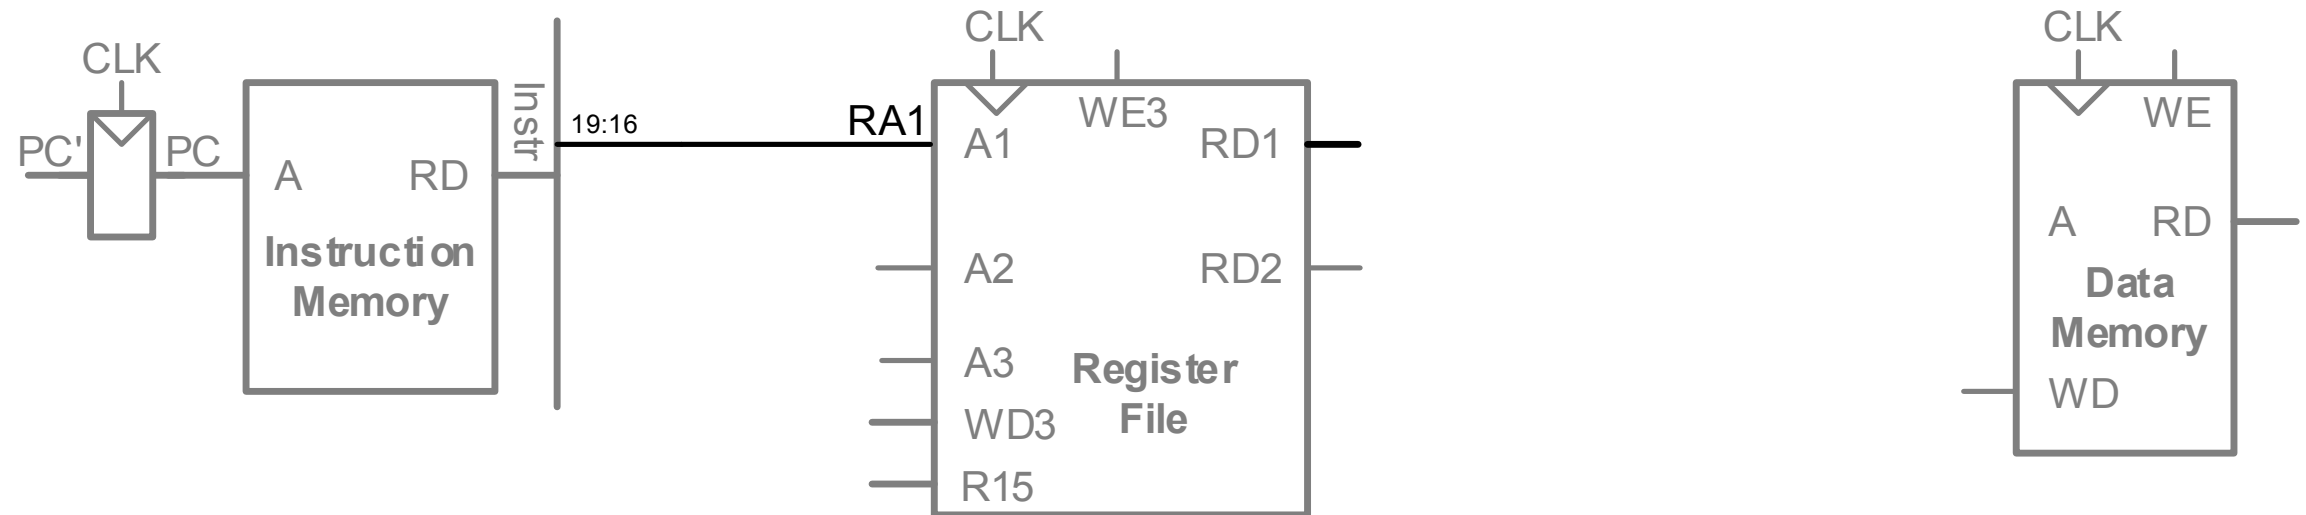 CLK
PC'
PC
A
RD
Instruction
Memory
Instr
19:16
RA1
CLK
WE3
A1
RD1
A2
RD2
A3
Register
File
WD3
R15
CLK
WE
A
RD
Data
Memory
WD